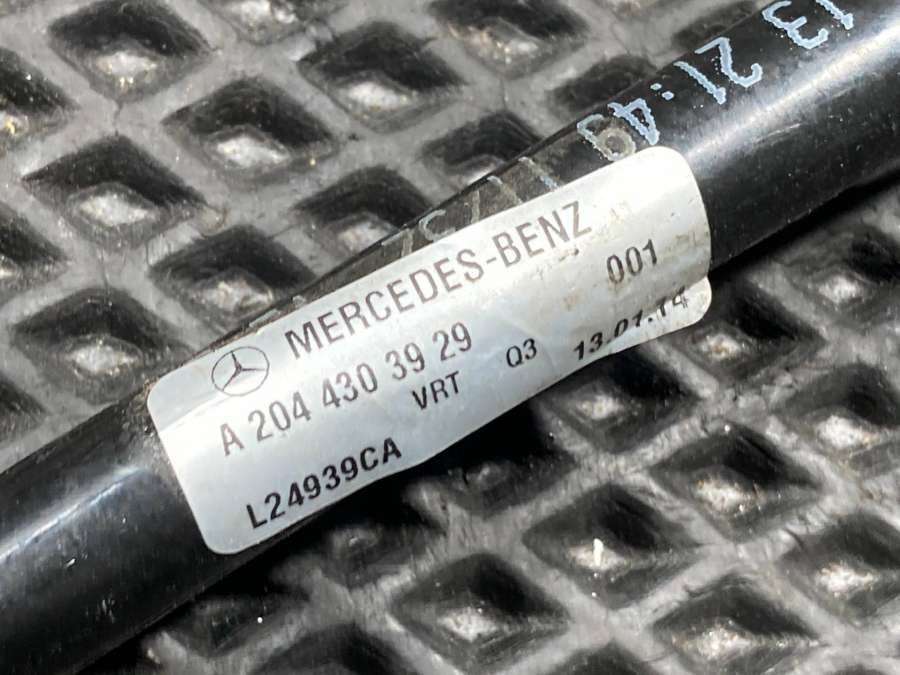 13 21:49
MERCEDES-BENZ
001
A 204 430 39 29
VRT Q3 13.01.14
L24939CA